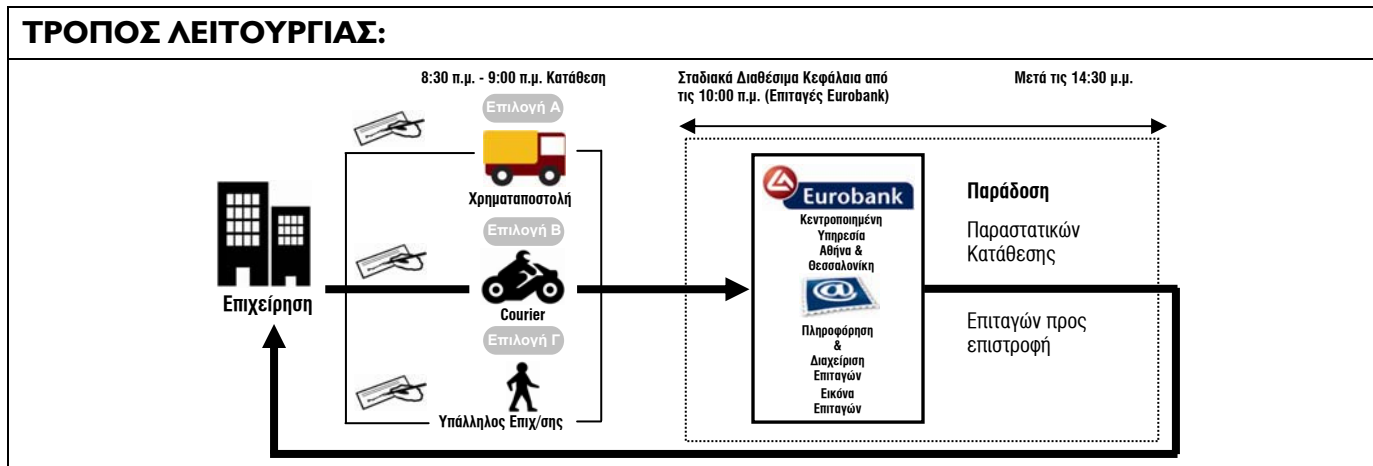 ΤΡΟΠΟΣ ΛΕΙΤΟΥΡΓΙΑΣ:
8:30 π.μ. - 9:00 π.μ. Κατάθεση
Σταδιακά Διαθέσιμα Κεφάλαια από
τις 10:00 π.μ. (Επιταγές Eurobank)
Μετά τις 14:30 μ.μ.
Επιλογή Α
Χρηματαποστολή
Επιλογή Β
Courier
Επιλογή Γ
Υπάλληλος Επιχ/σης
Επιχείρηση
Eurobank
Κεντροποιημένη
Υπηρεσία
Αθήνα &
Θεσσαλονίκη
@
Πληροφόρηση
&
Διαχείριση
Επιταγών
Εικόνα
Επιταγών
Παράδοση
Παραστατικών
Κατάθεσης
Επιταγών προς
επιστροφή